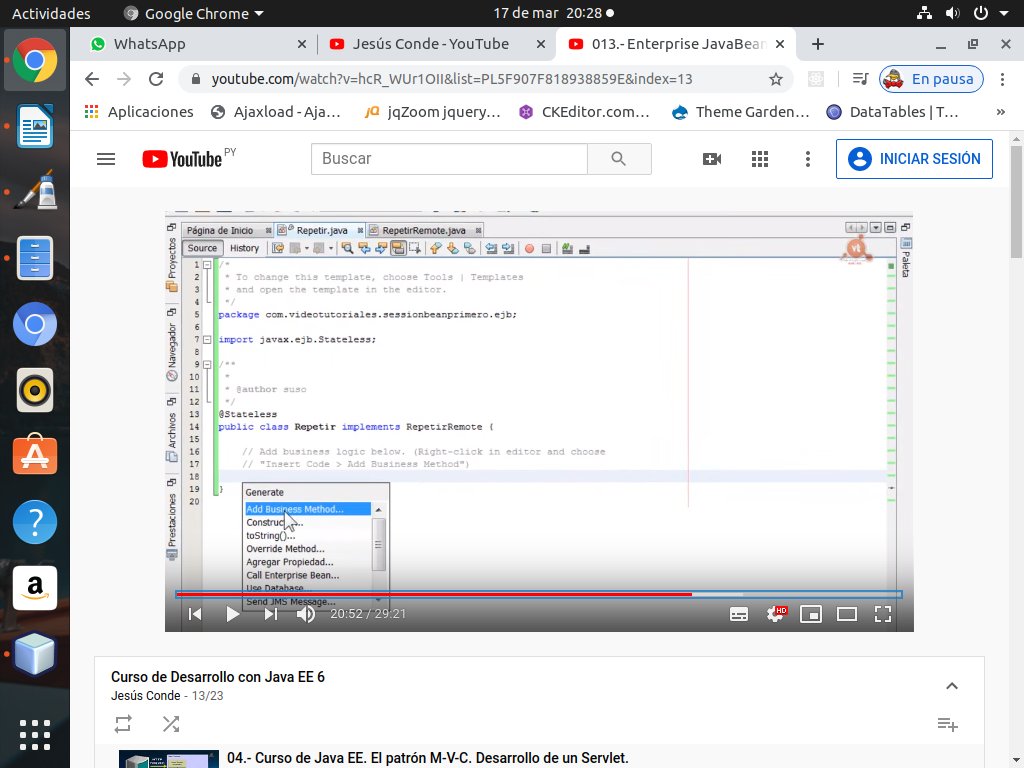 Actividades Google Chrome 17 de mar 20:28
WhatsApp Jesús Conde - YouTube 013.- Enterprise JavaBean
youtube.com/watch?v=hcR_WUr1OII&list=PL5F907F818938859E&index=13 En pausa
Aplicaciones Ajaxload - Aja... jqZoom jquery... CKEditor.com... Theme Garden... DataTables | T... »
YouTube PY Buscar INICIAR SESIÓN
Página de Inicio Repetir.java RepetirRemote.java
Source History
Proyectos
Navegador
Archivos
Prestaciones
Paleta
1 /*
2 * To change this template, choose Tools | Templates
3 * and open the template in the editor.
4 */
5 package com.videotutoriales.sessionbeanprimero.ejb;
6
7 import javax.ejb.Stateless;
8
9 /**
10 *
11 * @author suso
12 */
13 @Stateless
14 public class Repetir implements RepetirRemote {
15
16 // Add business logic below. (Right-click in editor and choose
17 // "Insert Code > Add Business Method")
18
19 }
20
Generate
Add Business Method...
Construc...
toString()...
Override Method...
Agregar Propiedad...
Call Enterprise Bean...
Use Database...
Send JMS Message...
20:52 / 29:21 HD
Curso de Desarrollo con Java EE 6
Jesús Conde - 13/23
04.- Curso de Java EE. El patrón M-V-C. Desarrollo de un Servlet.